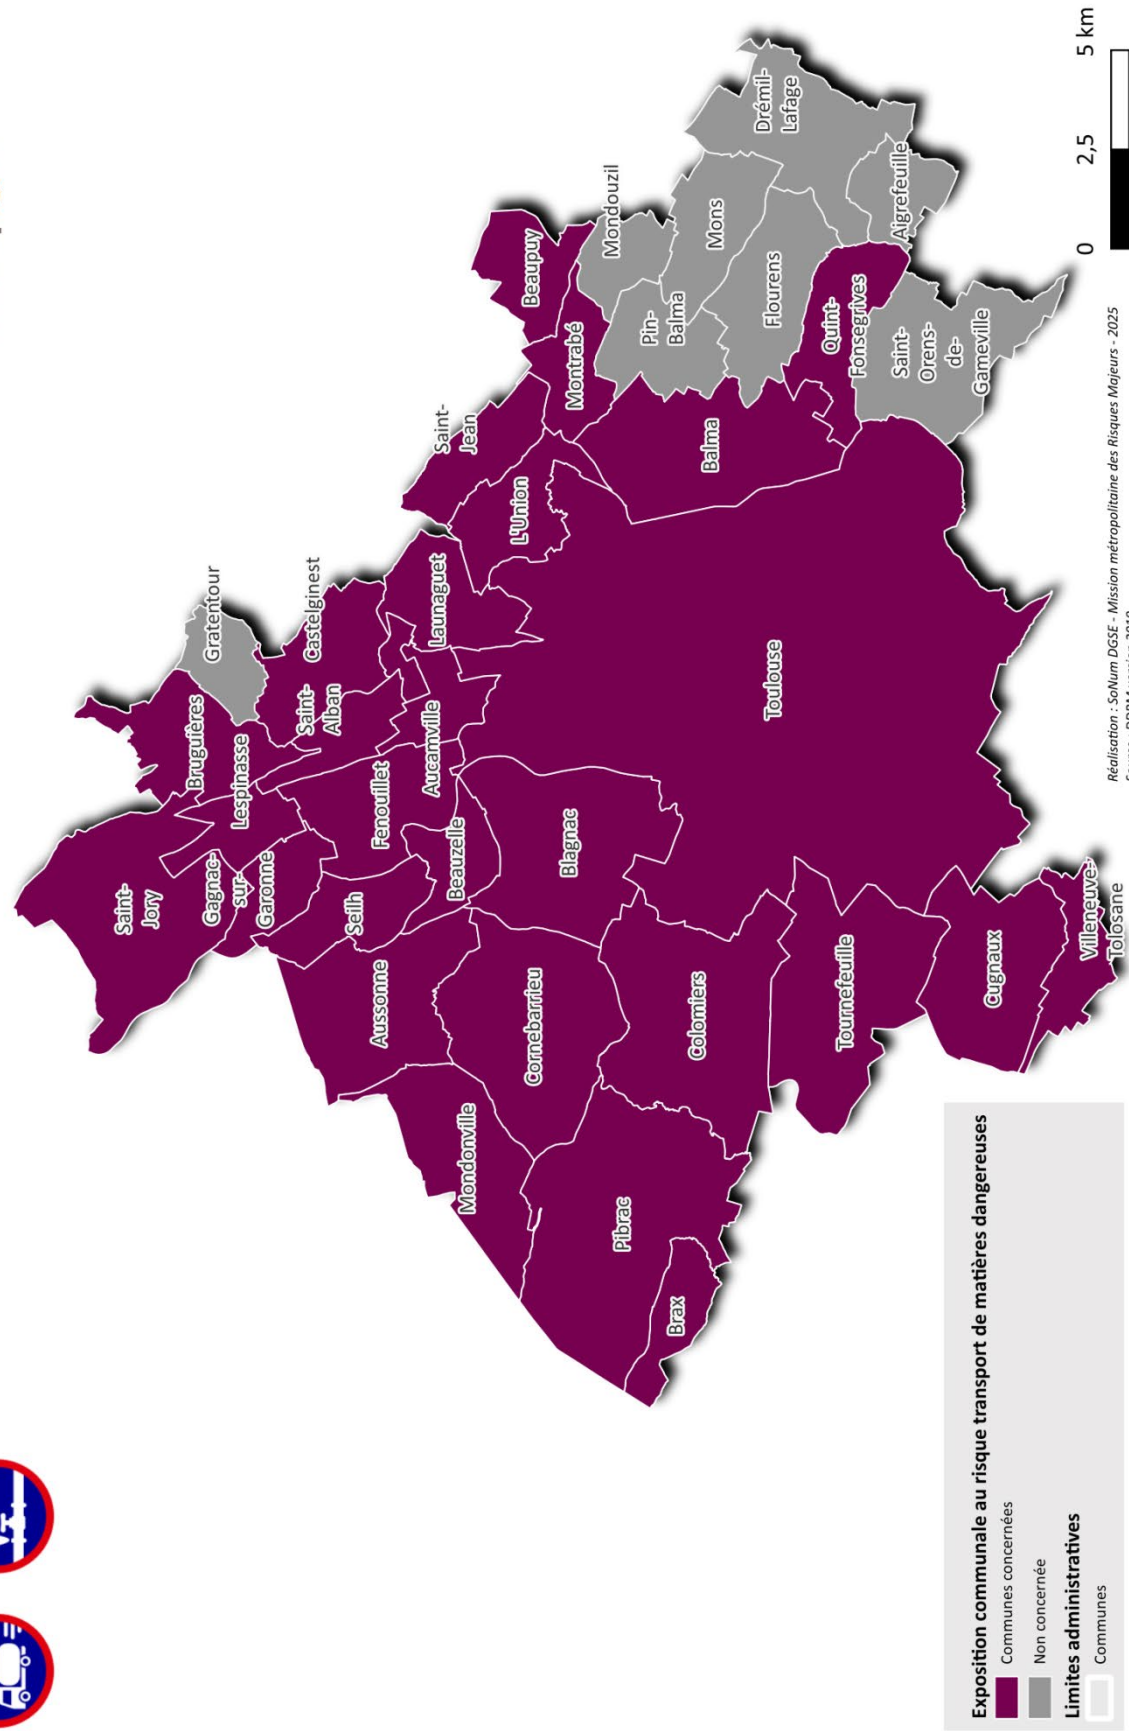 Saint-
Jory
Bruguières
Gagnac-
sur-
Garonne
Gratentour
Lespinasse
Saint-
Alban
Castelginest
Seilh
Aussonne
Fenouillet
Aucamville
Launaguet
Saint-
Jean
Beauzelle
Mondonville
L'Union
Beaupuy
Cornebarrieu
Blagnac
Montrabé
Mondouzil
Pibrac
Pin-
Balma
Brax
Colomiers
Balma
Mons
Drémil-
Lafage
Toulouse
Flourens
Quint-
Fonsegrives
Tournefeuille
Aigrefeuille
Saint-
Orens-
de-
Gameville
Cugnaux
Villeneuve-
Tolosane
Exposition communale au risque transport de matières dangereuses
Communes concernées
Non concernée
Limites administratives
Communes
0 2,5 5 km
Réalisation : SoNum DGSE - Mission métropolitaine des Risques Majeurs - 2025